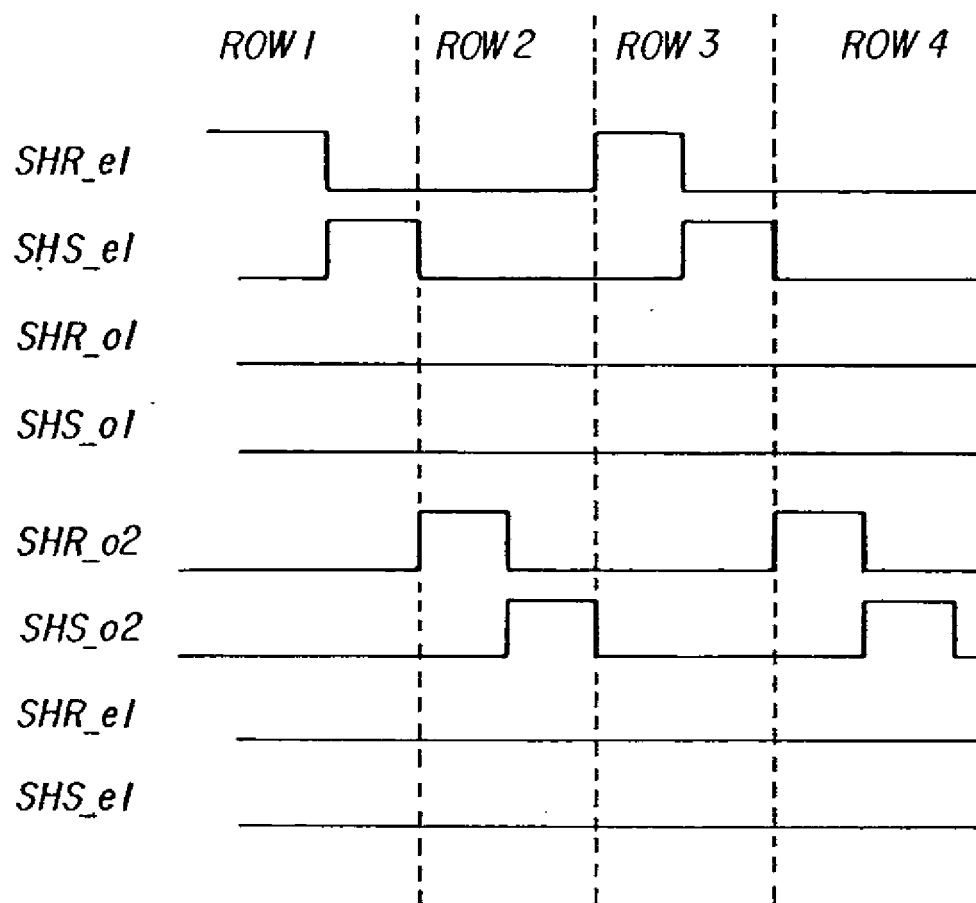 ROW 1 ROW 2 ROW 3 ROW 4
SHR_e1
SHS_e1
SHR_o1
SHS_o1
SHR_o2
SHS_o2
SHR_e1
SHS_e1